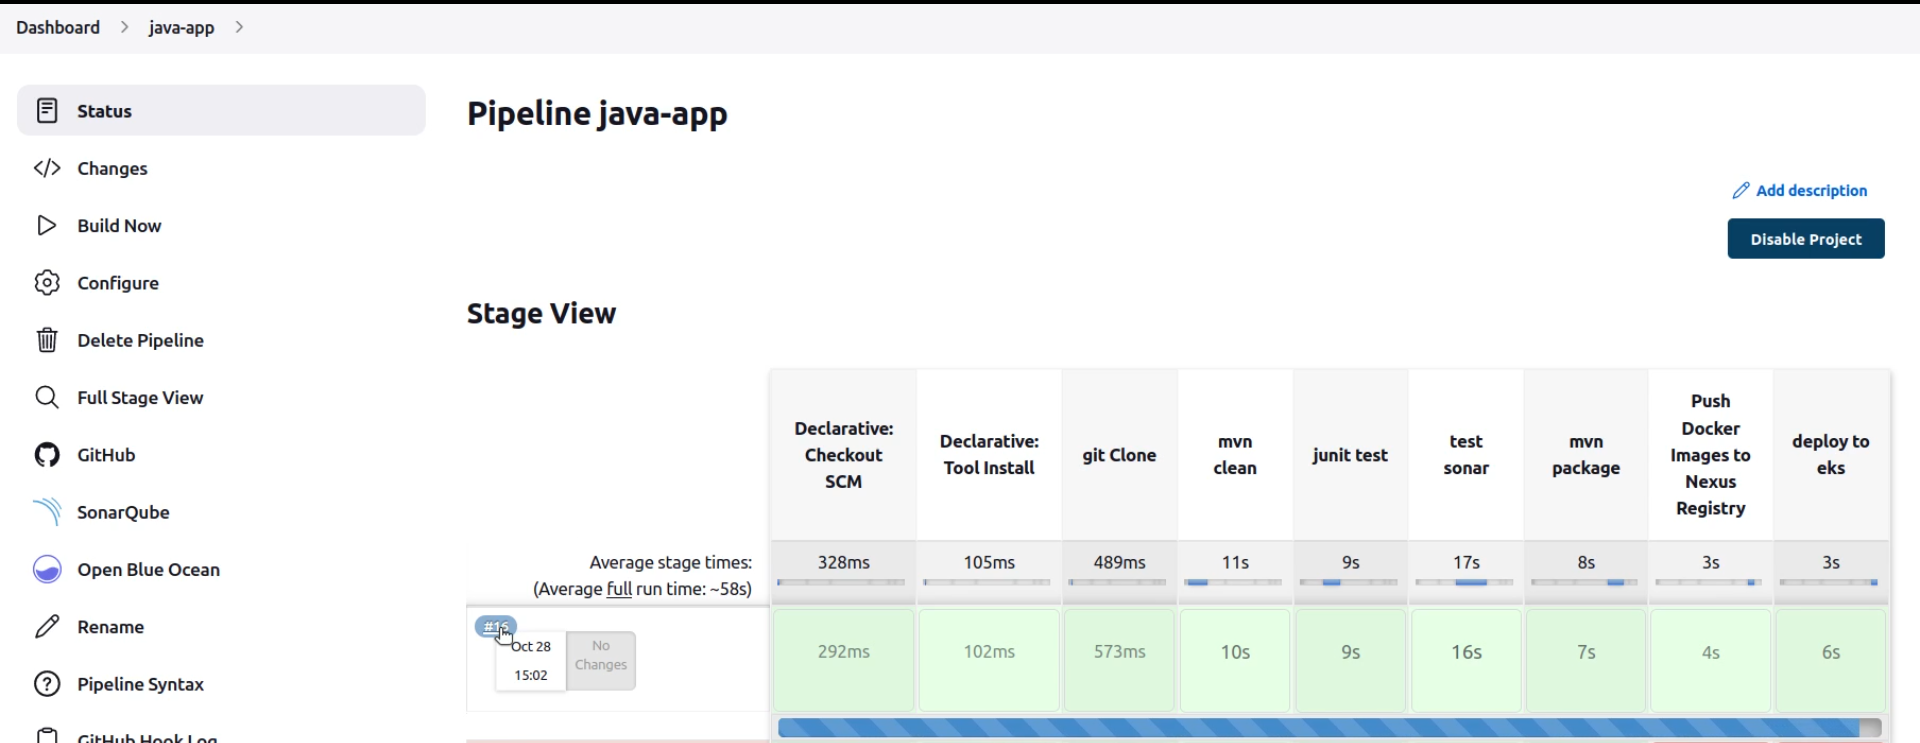 Dashboard > java-app >
Status
Changes
Build Now
Configure
Delete Pipeline
Full Stage View
GitHub
SonarQube
Open Blue Ocean
Rename
Pipeline Syntax
GitHub Hook Log
Pipeline java-app
Add description
Disable Project
Stage View
Declarative:
Checkout
SCM
Declarative:
Tool Install
git Clone
mvn
clean
junit test
test
sonar
mvn
package
Push
Docker
Images to
Nexus
Registry
deploy to
eks
Average stage times:
(Average full run time: ~58s)
328ms 105ms 489ms 11s 9s 17s 8s 3s 3s
Oct 28
15:02
No
Changes
292ms 102ms 573ms 10s 9s 16s 7s 4s 6s